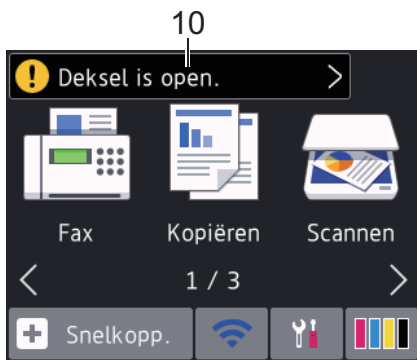 10
Deksel is open.
Fax Kopiëren Scannen
1 / 3
Snelkopp.